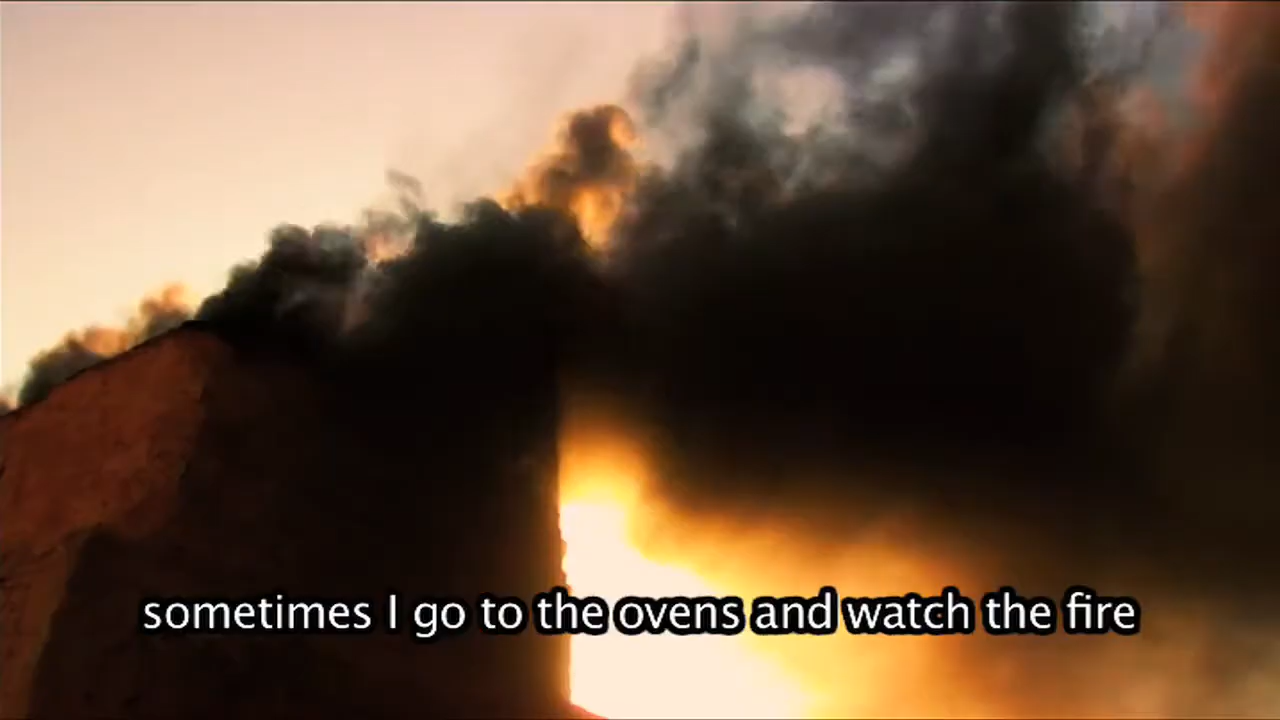 sometimes I go to the ovens and watch the fire